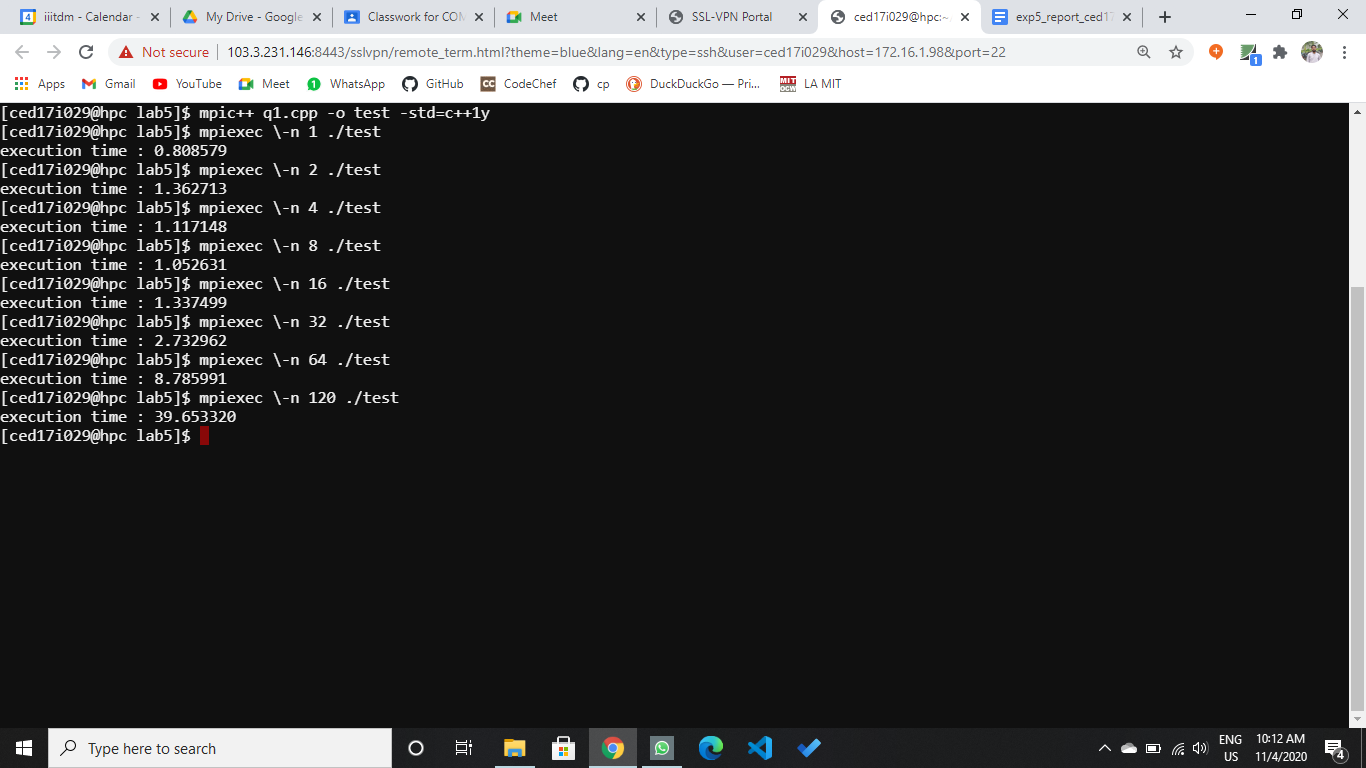 iiitdm - Calendar -
My Drive - Google
Classwork for COM
Meet
SSL-VPN Portal
ced17i029@hpc:~
exp5_report_ced17
Not secure
103.3.231.146:8443/sslvpn/remote_term.html?theme=blue&lang=en&type=ssh&user=ced17i029&host=172.16.1.98&port=22
Apps
Gmail
YouTube
Meet
WhatsApp
GitHub
CodeChef
cp
DuckDuckGo — Pri...
LA MIT
[ced17i029@hpc lab5]$ mpic++ q1.cpp -o test -std=c++1y
[ced17i029@hpc lab5]$ mpiexec \-n 1 ./test
execution time : 0.808579
[ced17i029@hpc lab5]$ mpiexec \-n 2 ./test
execution time : 1.362713
[ced17i029@hpc lab5]$ mpiexec \-n 4 ./test
execution time : 1.117148
[ced17i029@hpc lab5]$ mpiexec \-n 8 ./test
execution time : 1.052631
[ced17i029@hpc lab5]$ mpiexec \-n 16 ./test
execution time : 1.337499
[ced17i029@hpc lab5]$ mpiexec \-n 32 ./test
execution time : 2.732962
[ced17i029@hpc lab5]$ mpiexec \-n 64 ./test
execution time : 8.785991
[ced17i029@hpc lab5]$ mpiexec \-n 120 ./test
execution time : 39.653320
[ced17i029@hpc lab5]$
Type here to search
ENG
US
10:12 AM
11/4/2020
4